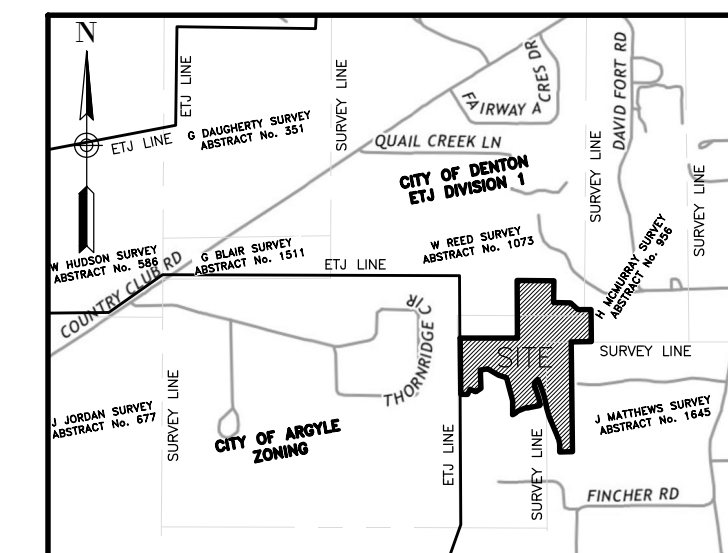 N
ETJ LINE
ETJ LINE
G DAUGHERTY SURVEY
ABSTRACT No. 351
SURVEY LINE
FAIRWAY ACRES DR
DAVID FORT RD
QUAIL CREEK LN
CITY OF DENTON
ETJ DIVISION 1
SURVEY LINE
SURVEY LINE
W HUDSON SURVEY
ABSTRACT No. 586
G BLAIR SURVEY
ABSTRACT No. 1511
W REED SURVEY
ABSTRACT No. 1073
H MCMURRAY SURVEY
ABSTRACT No. 956
COUNTRY CLUB RD
ETJ LINE
THORNRIDGE CIR
SITE
SURVEY LINE
J JORDAN SURVEY
ABSTRACT No. 677
SURVEY LINE
CITY OF ARGYLE
ZONING
ETJ LINE
SURVEY LINE
J MATTHEWS SURVEY
ABSTRACT No. 1645
FINCHER RD